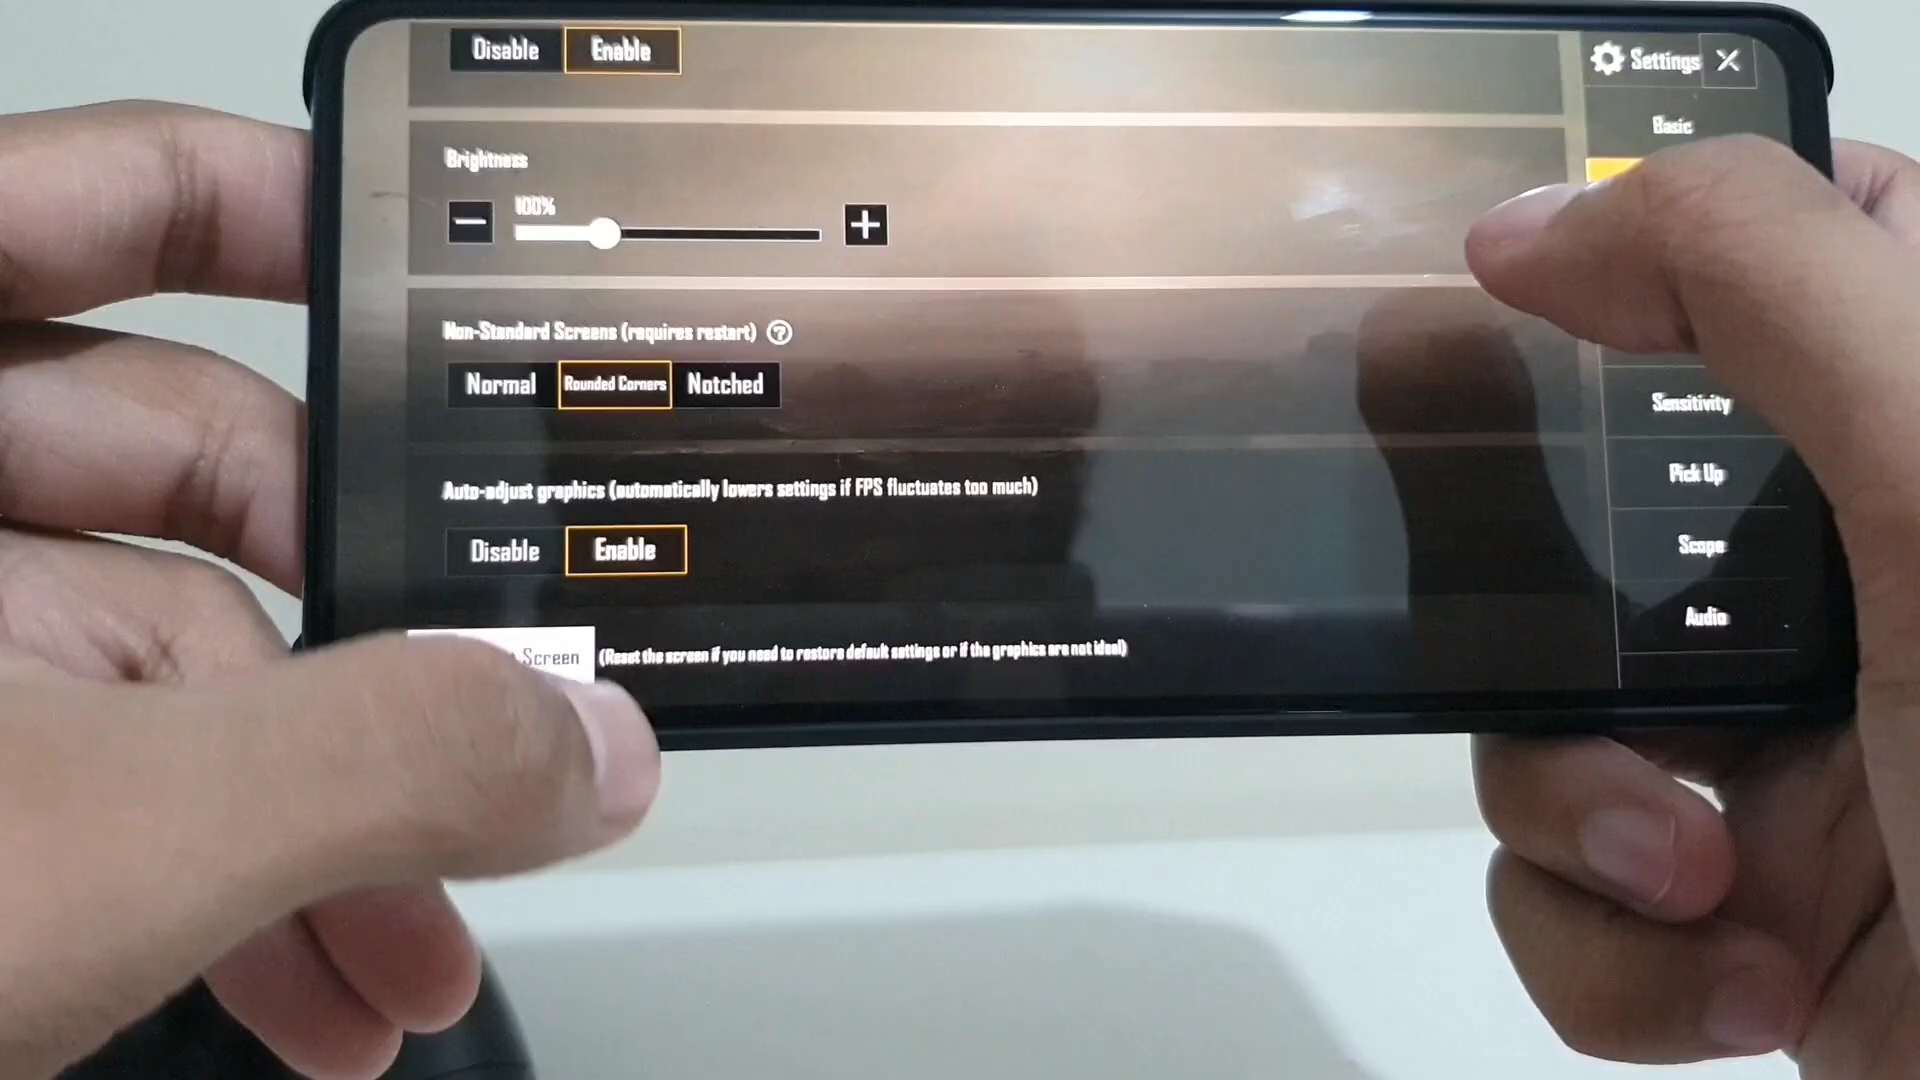 Disable Enable
Settings
Basic
Brightness
100%
Non-Standard Screens (requires restart)
Normal Rounded Corners Notched
Sensitivity
Pick Up
Auto-adjust graphics (automatically lowers settings if FPS fluctuates too much)
Disable Enable
Scope
Audio
Screen (Reset the screen if you need to restore default settings or if the graphics are not ideal)